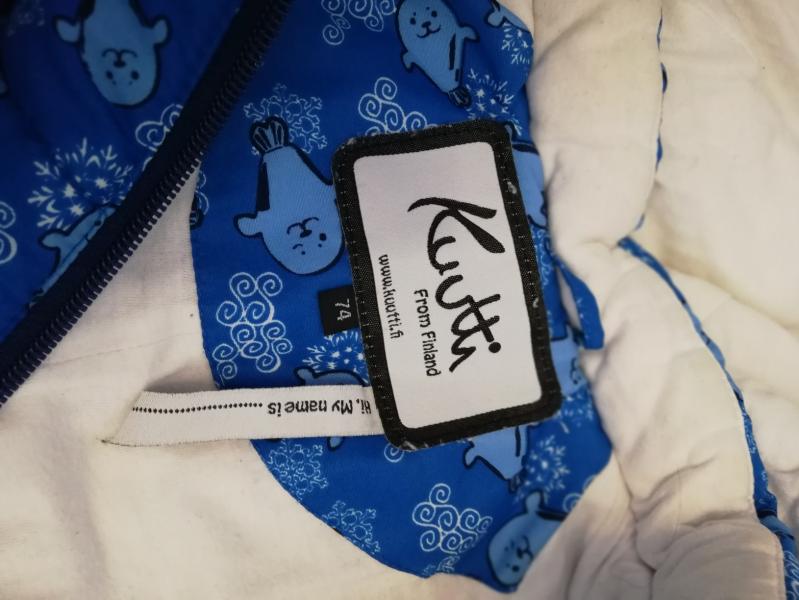 Kuutti
From Finland
www.kuutti.fi
74
Hi, My name is